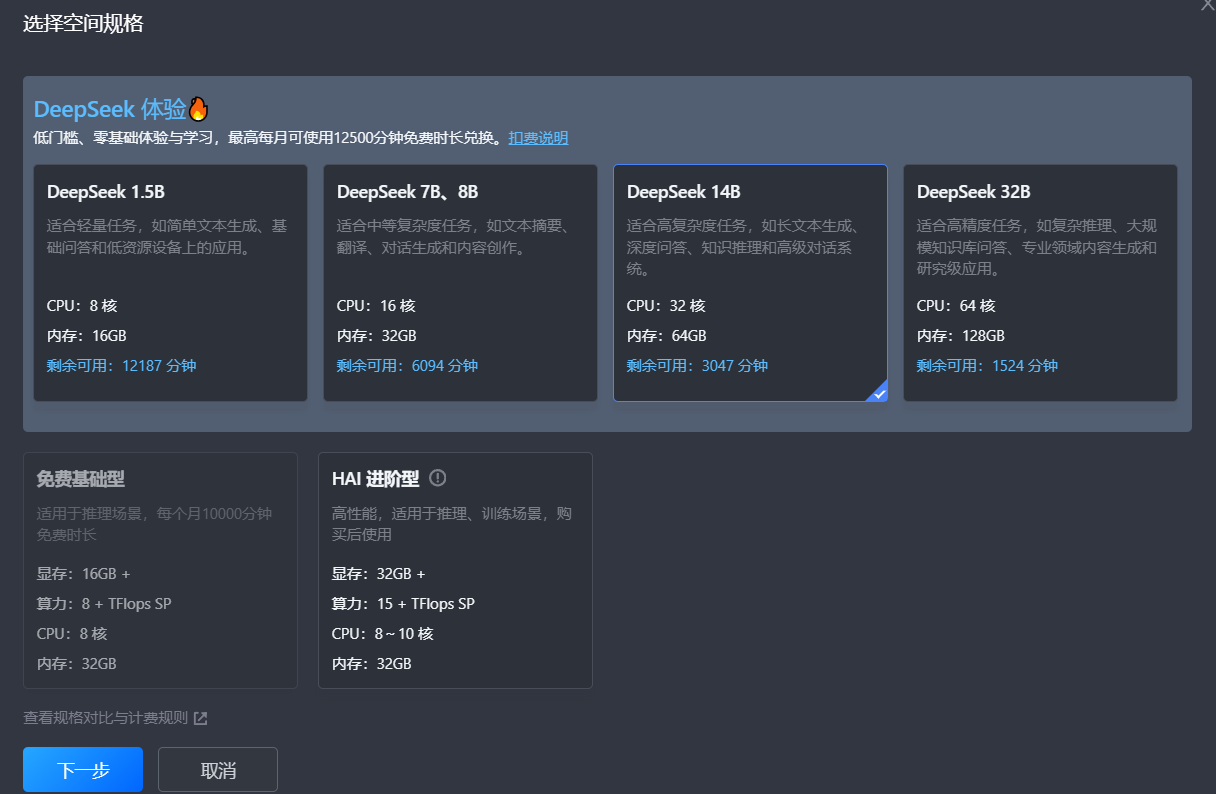 选择空间规格
X
DeepSeek 体验🔥
低门槛、零基础体验与学习，最高每月可使用12500分钟免费时长兑换。扣费说明
DeepSeek 1.5B
适合轻量任务，如简单文本生成、基
础问答和低资源设备上的应用。
CPU：8 核
内存：16GB
剩余可用：12187 分钟
DeepSeek 7B、8B
适合中等复杂度任务，如文本摘要、
翻译、对话生成和内容创作。
CPU：16 核
内存：32GB
剩余可用：6094 分钟
DeepSeek 14B
适合高复杂度任务，如长文本生成、
深度问答、知识推理和高级对话系
统。
CPU：32 核
内存：64GB
剩余可用：3047 分钟
DeepSeek 32B
适合高精度任务，如复杂推理、大规
模知识库问答、专业领域内容生成和
研究级应用。
CPU：64 核
内存：128GB
剩余可用：1524 分钟
免费基础型
适用于推理场景，每个月10000分钟
免费时长
显存：16GB +
算力：8 + TFlops SP
CPU：8 核
内存：32GB
HAI 进阶型
高性能，适用于推理、训练场景，购
买后使用
显存：32GB +
算力：15 + TFlops SP
CPU：8 ~ 10 核
内存：32GB
查看规格对比与计费规则
下一步
取消